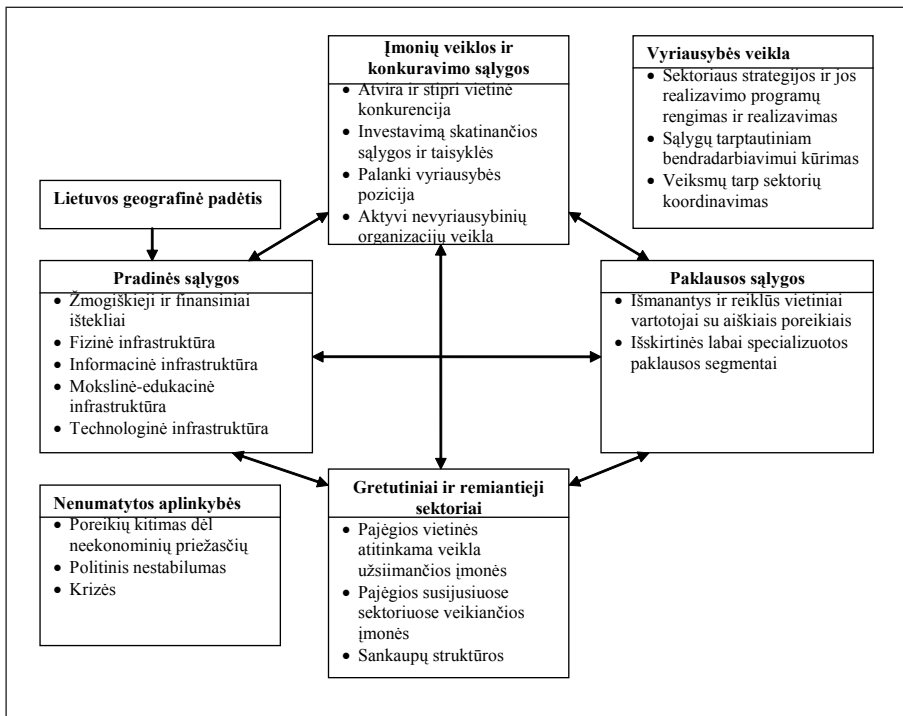 Įmonių veiklos ir
konkuravimo sąlygos
• Atvira ir stipri vietinė
konkurencija
• Investavimą skatinančios
sąlygos ir taisyklės
• Palanki vyriausybės
pozicija
• Aktyvi nevyriausybinių
organizacijų veikla
Vyriausybės veikla
• Sektoriaus strategijos ir jos
realizavimo programų
rengimas ir realizavimas
• Sąlygų tarptautiniam
bendradarbiavimui kūrimas
• Veiksmų tarp sektorių
koordinavimas
Lietuvos geografinė padėtis
Pradinės sąlygos
• Žmogiškieji ir finansiniai
ištekliai
• Fizinė infrastruktūra
• Informacinė infrastruktūra
• Mokslinė-edukacinė
infrastruktūra
• Technologinė infrastruktūra
Paklausos sąlygos
• Išmanantys ir reiklūs vietiniai
vartotojai su aiškiais poreikiais
• Išskirtinės labai specializuotos
paklausos segmentai
Nenumatytos aplinkybės
• Poreikių kitimas dėl
neekonominių priežasčių
• Politinis nestabilumas
• Krizės
Gretutiniai ir remiantieji
sektoriai
• Pajėgios vietinės
atitinkama veikla
užsiimančios įmonės
• Pajėgios susijusiuose
sektoriuose veikiančios
įmonės
• Sankaupų struktūros